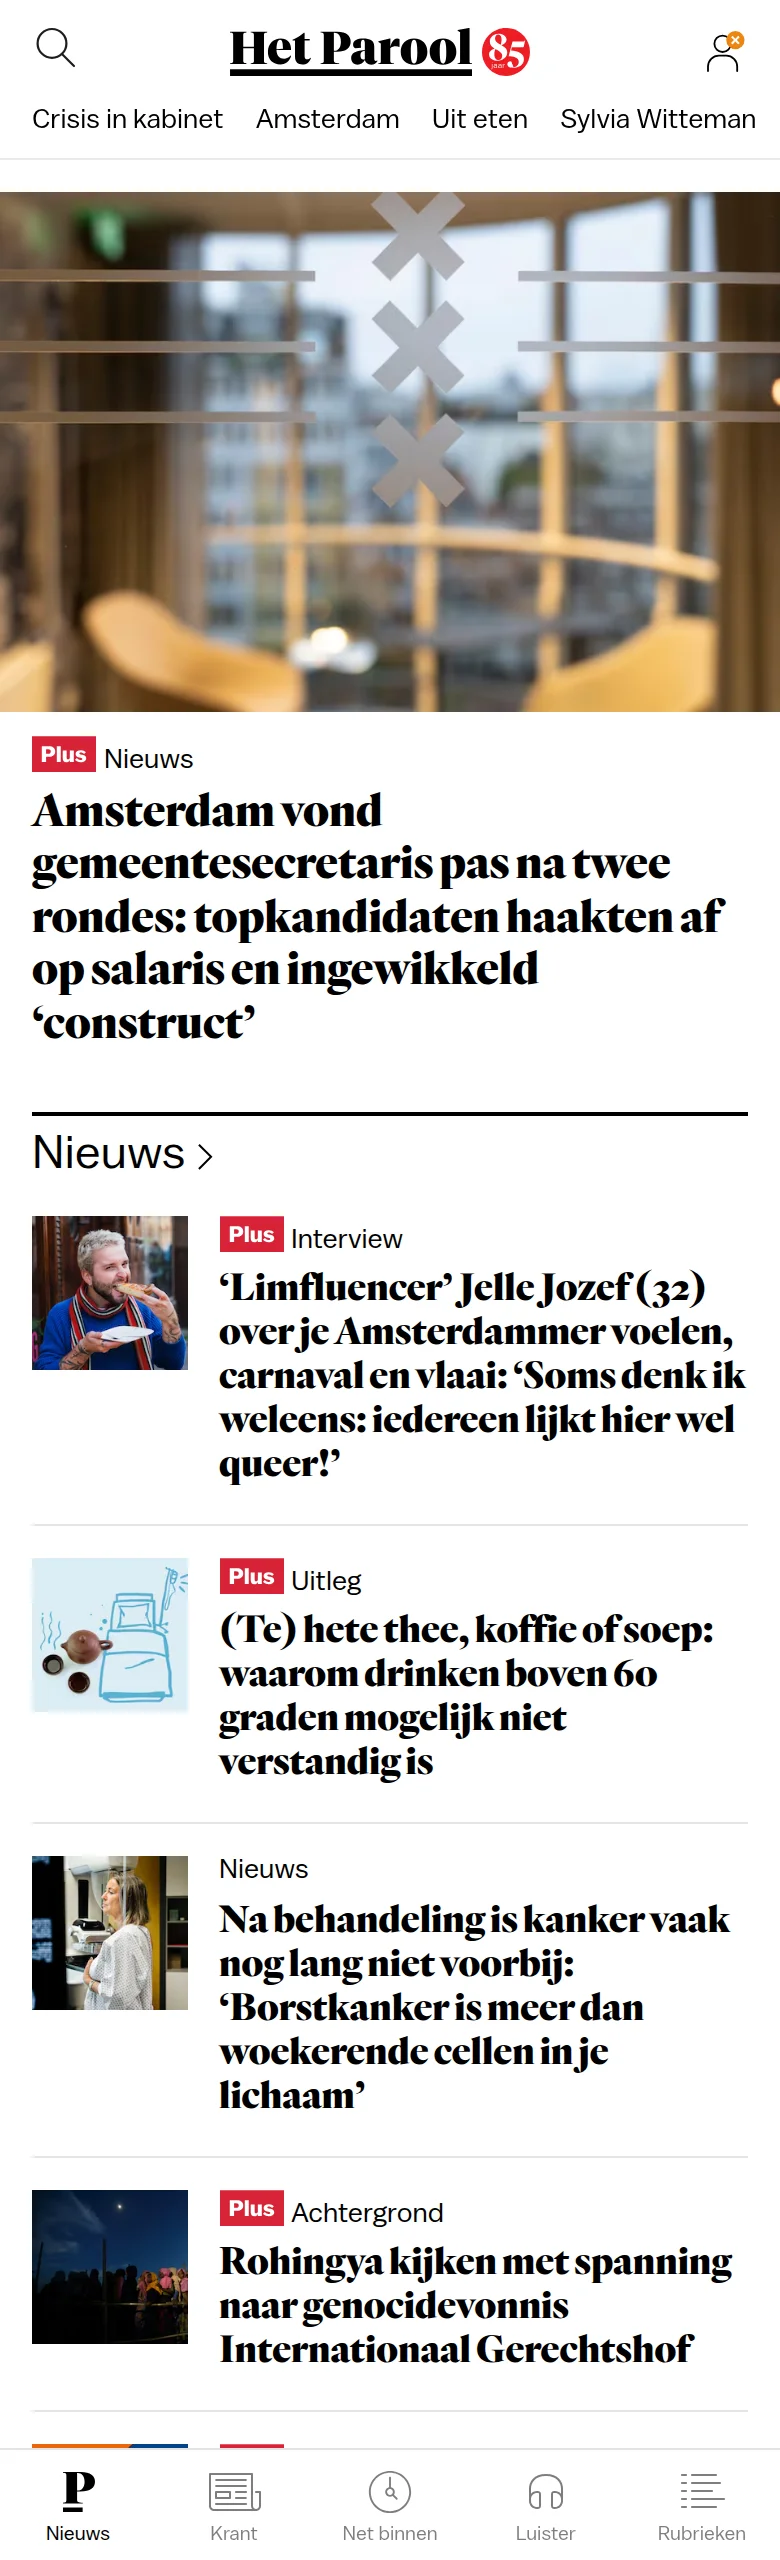 Het Parool 85 jaar
Crisis in kabinet Amsterdam Uit eten Sylvia Witteman
Plus Nieuws
Amsterdam vond
gemeentesecretaris pas na twee
rondes: topkandidaten haakten af
op salaris en ingewikkeld
‘construct’
Nieuws
Plus Interview
‘Limfluencer’ Jelle Jozef (32)
over je Amsterdammer voelen,
carnaval en vlaai: ‘Soms denk ik
weleens: iedereen lijkt hier wel
queer!’
Plus Uitleg
(Te) hete thee, koffie of soep:
waarom drinken boven 60
graden mogelijk niet
verstandig is
Nieuws
Na behandeling is kanker vaak
nog lang niet voorbij:
‘Borstkanker is meer dan
woekerende cellen in je
lichaam’
Plus Achtergrond
Rohingya kijken met spanning
naar genocidevonnis
Internationaal Gerechtshof
P
Nieuws Krant Net binnen Luister Rubrieken